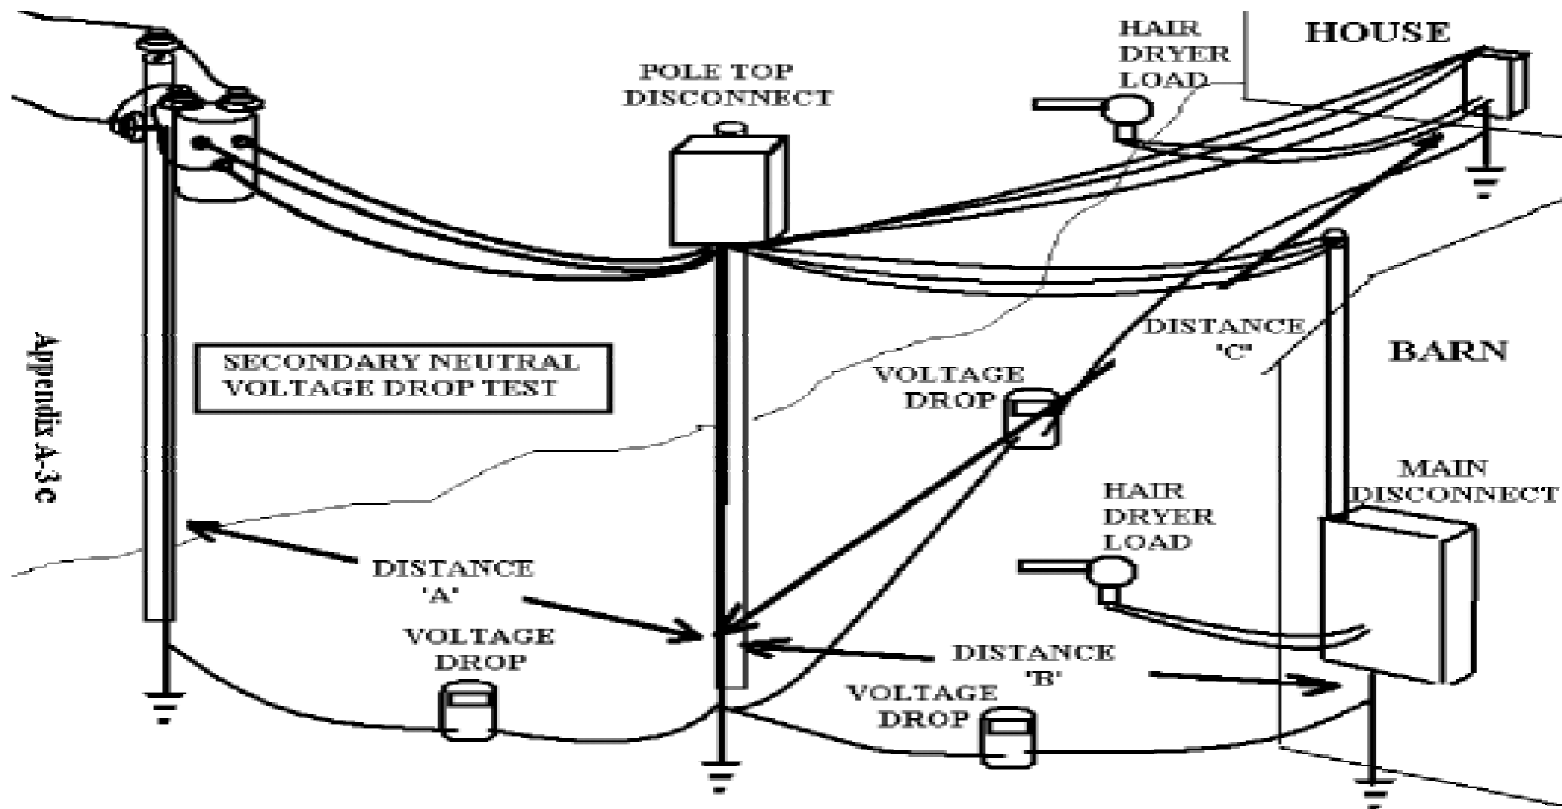 HAIR
DRYER
LOAD
HOUSE
POLE TOP
DISCONNECT
Appendix A-3c
SECONDARY NEUTRAL
VOLTAGE DROP TEST
DISTANCE
"C"
BARN
VOLTAGE
DROP
MAIN
DISCONNECT
HAIR
DRYER
LOAD
DISTANCE
'A'
VOLTAGE
DROP
DISTANCE
'B'
VOLTAGE
DROP